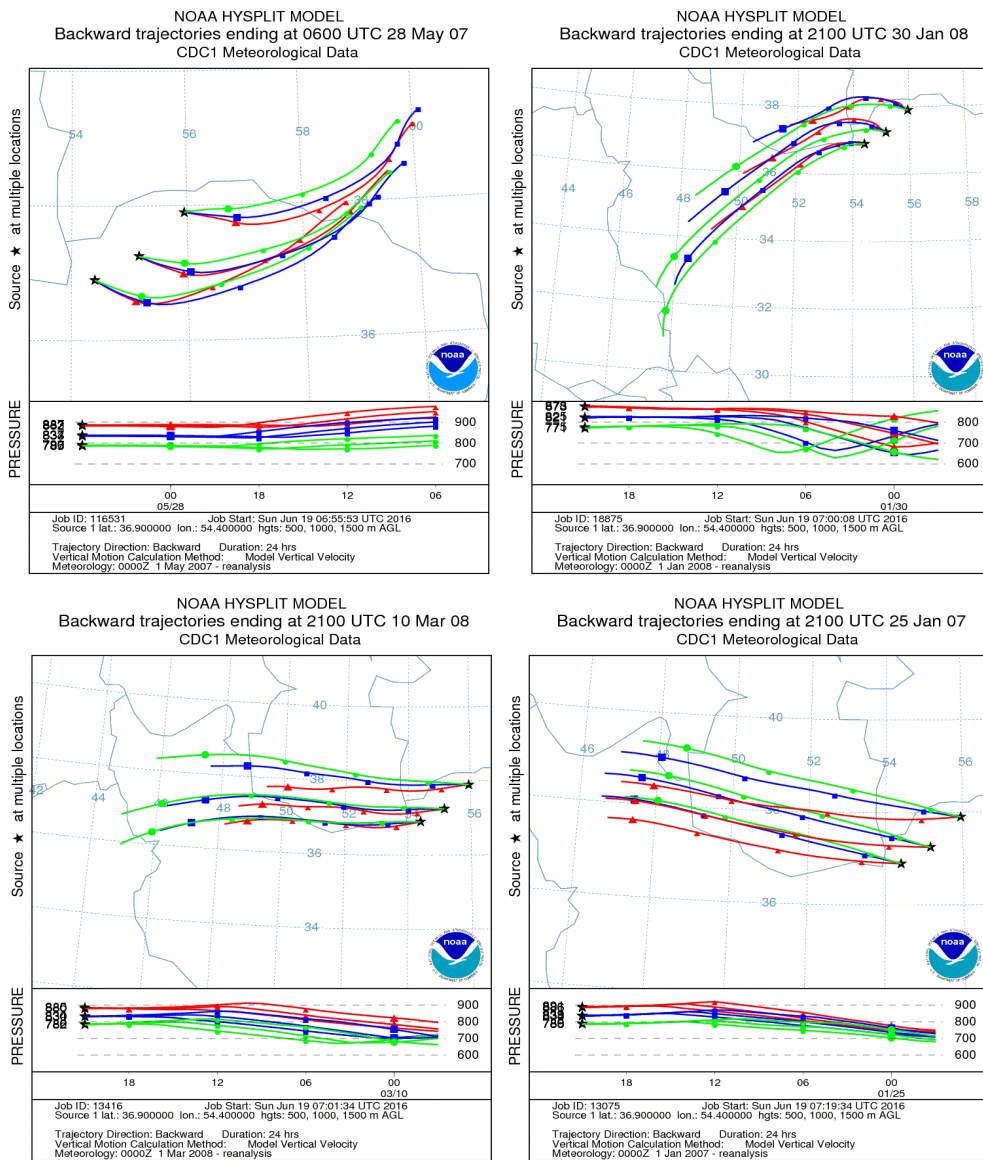 NOAA HYSPLIT MODEL
Backward trajectories ending at 0600 UTC 28 May 07
CDC1 Meteorological Data
Source ★ at multiple locations
54
56
58
60
36
noaa
PRESSURE
900
800
700
00
18
12
06
05/28
Job ID: 116531 Job Start: Sun Jun 19 06:55:53 UTC 2016
Source 1 lat.: 36.900000 lon.: 54.400000 hgts: 500, 1000, 1500 m AGL
Trajectory Direction: Backward Duration: 24 hrs
Vertical Motion Calculation Method: Model Vertical Velocity
Meteorology: 0000Z 1 May 2007 - reanalysis
NOAA HYSPLIT MODEL
Backward trajectories ending at 2100 UTC 30 Jan 08
CDC1 Meteorological Data
Source ★ at multiple locations
38
56
58
36
44
46
48
50
52
54
34
32
30
noaa
PRESSURE
800
700
600
18
12
06
00
01/30
Job ID: 18875 Job Start: Sun Jun 19 07:00:08 UTC 2016
Source 1 lat.: 36.900000 lon.: 54.400000 hgts: 500, 1000, 1500 m AGL
Trajectory Direction: Backward Duration: 24 hrs
Vertical Motion Calculation Method: Model Vertical Velocity
Meteorology: 0000Z 1 Jan 2008 - reanalysis
NOAA HYSPLIT MODEL
Backward trajectories ending at 2100 UTC 10 Mar 08
CDC1 Meteorological Data
Source ★ at multiple locations
40
38
42
44
48
50
52
56
36
34
noaa
PRESSURE
900
800
700
600
18
12
06
00
03/10
Job ID: 13416 Job Start: Sun Jun 19 07:01:34 UTC 2016
Source 1 lat.: 36.900000 lon.: 54.400000 hgts: 500, 1000, 1500 m AGL
Trajectory Direction: Backward Duration: 24 hrs
Vertical Motion Calculation Method: Model Vertical Velocity
Meteorology: 0000Z 1 Mar 2008 - reanalysis
NOAA HYSPLIT MODEL
Backward trajectories ending at 2100 UTC 25 Jan 07
CDC1 Meteorological Data
Source ★ at multiple locations
40
46
48
50
52
54
56
38
36
noaa
PRESSURE
900
800
700
600
18
12
06
00
01/25
Job ID: 13075 Job Start: Sun Jun 19 07:19:34 UTC 2016
Source 1 lat.: 36.900000 lon.: 54.400000 hgts: 500, 1000, 1500 m AGL
Trajectory Direction: Backward Duration: 24 hrs
Vertical Motion Calculation Method: Model Vertical Velocity
Meteorology: 0000Z 1 Jan 2007 - reanalysis